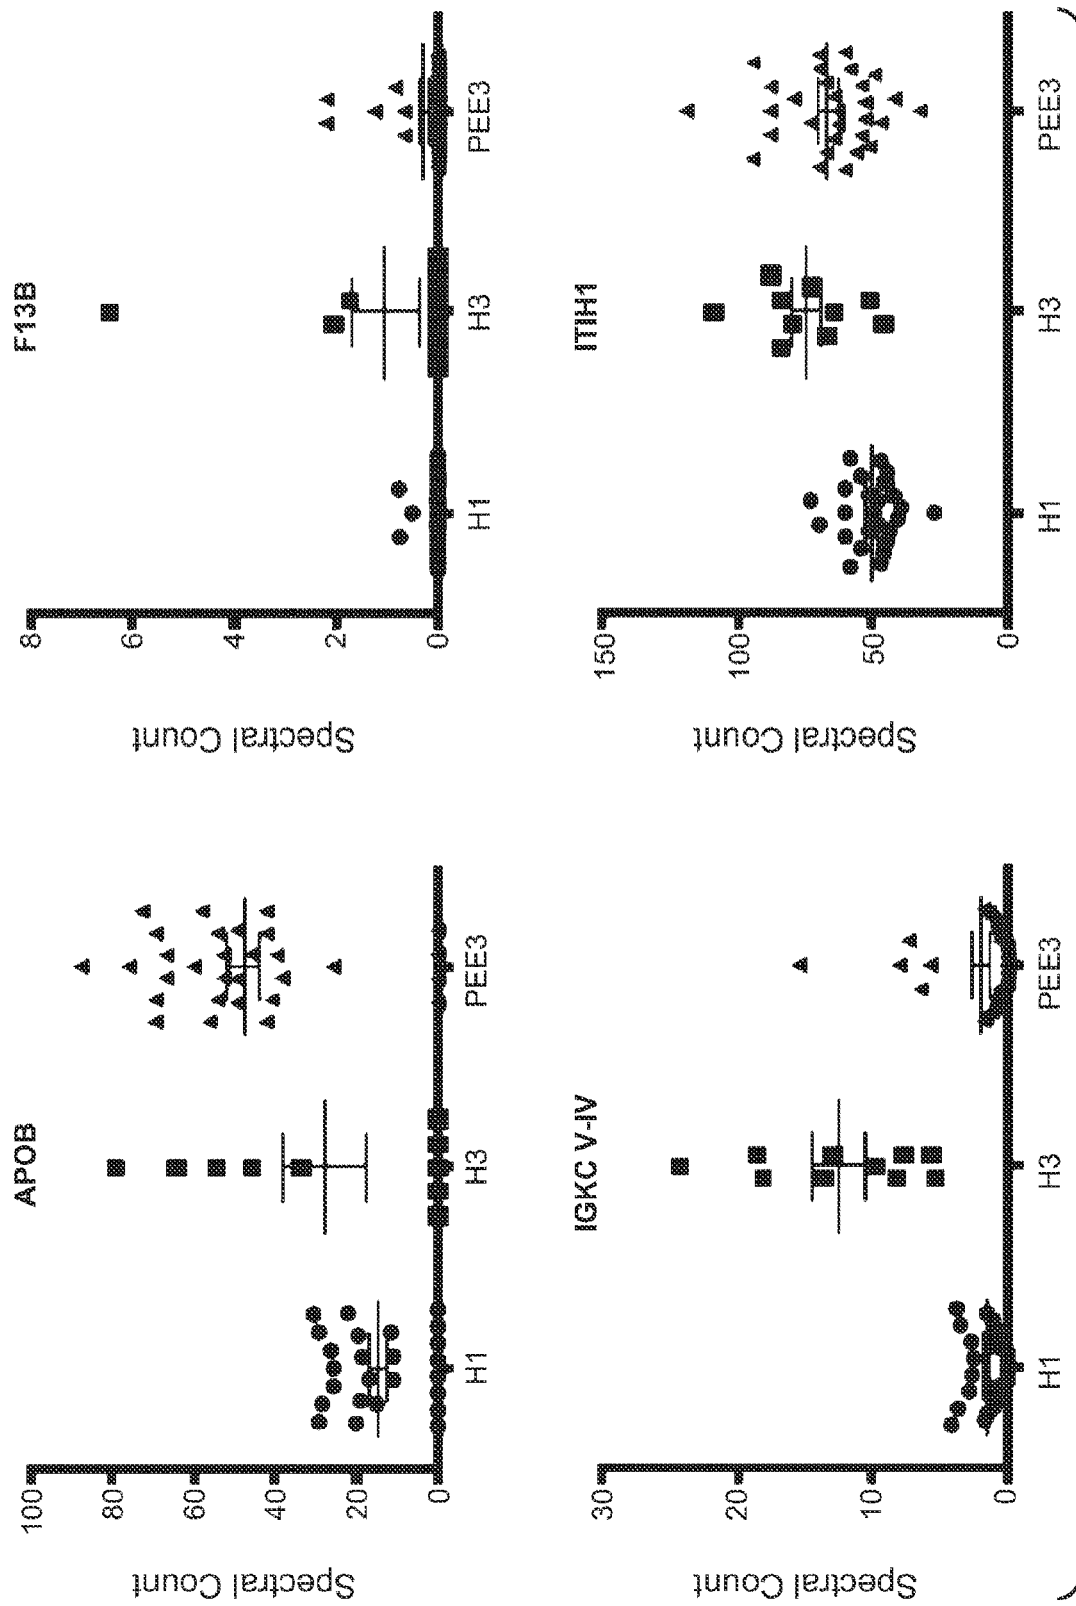 APOB
Spectral Count
100
80
60
40
20
0
H1
H3
PEE3
F13B
Spectral Count
8
6
4
2
0
H1
H3
PEE3
IGKC V-IV
Spectral Count
30
20
10
0
H1
H3
PEE3
ITIH1
Spectral Count
150
100
50
0
H1
H3
PEE3